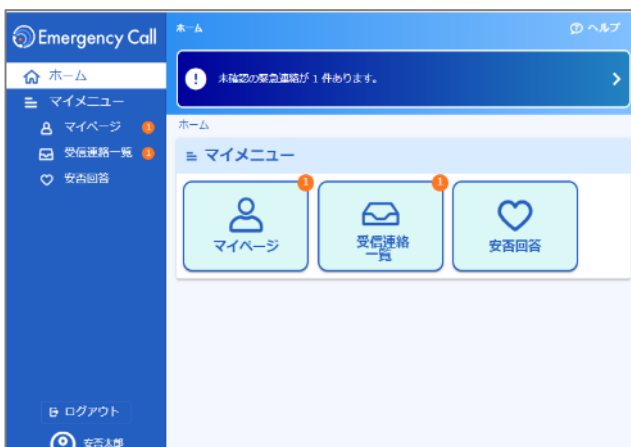 Emergency Call
ホーム
マイメニュー
マイページ 1
受信連絡一覧 1
安否回答
ログアウト
安否太郎
ホーム
ヘルプ
! 未確認の緊急連絡が 1 件あります。
ホーム
マイメニュー
1
マイページ
1
受信連絡
一覧
安否回答